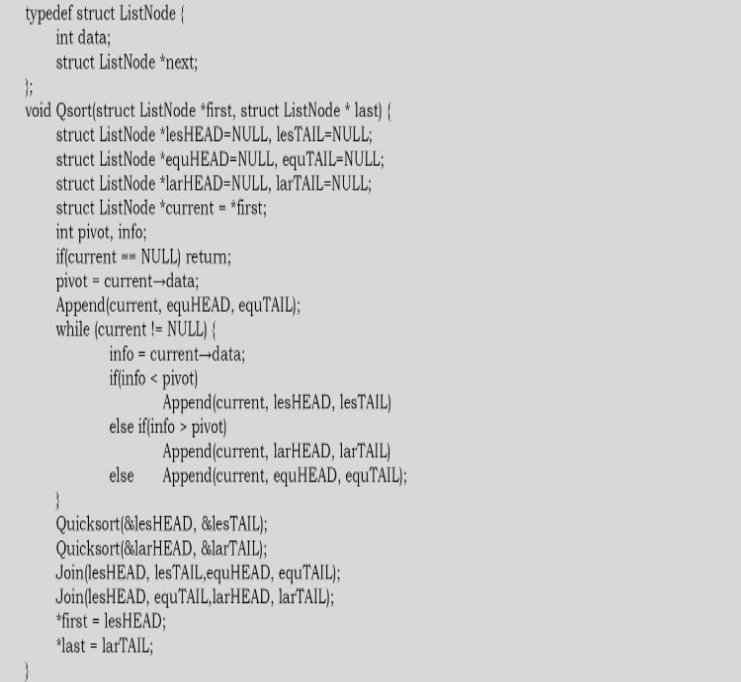 typedef struct ListNode {
int data;
struct ListNode *next;
};
void Qsort(struct ListNode *first, struct ListNode * last) {
struct ListNode *lesHEAD=NULL, lesTAIL=NULL;
struct ListNode *equHEAD=NULL, equTAIL=NULL;
struct ListNode *larHEAD=NULL, larTAIL=NULL;
struct ListNode *current = *first;
int pivot, info;
if(current == NULL) return;
pivot = current→data;
Append(current, equHEAD, equTAIL);
while (current != NULL) {
info = current→data;
if(info < pivot)
Append(current, lesHEAD, lesTAIL)
else if(info > pivot)
Append(current, larHEAD, larTAIL)
else Append(current, equHEAD, equTAIL);
}
Quicksort(&lesHEAD, &lesTAIL);
Quicksort(&larHEAD, &larTAIL);
Join(lesHEAD, lesTAIL,equHEAD, equTAIL);
Join(lesHEAD, equTAIL,larHEAD, larTAIL);
*first = lesHEAD;
*last = larTAIL;
}